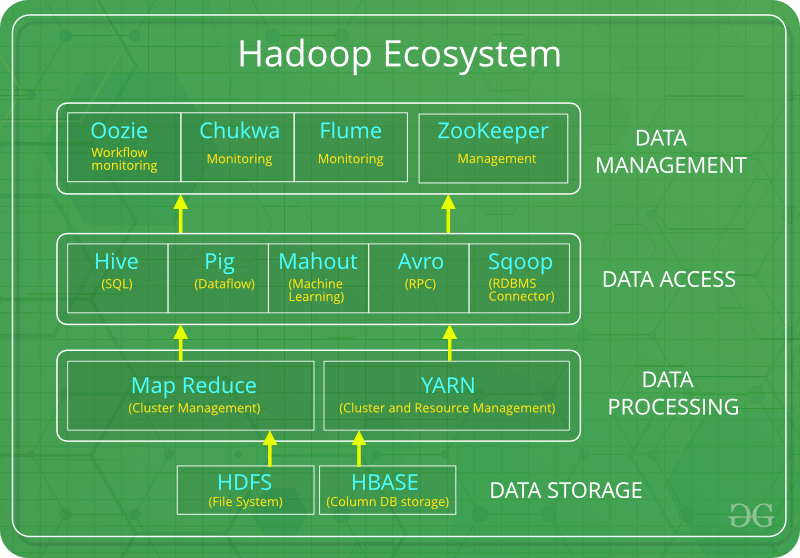 Hadoop Ecosystem
Oozie
Workflow
monitoring
Chukwa
Monitoring
Flume
Monitoring
ZooKeeper
Management
DATA
MANAGEMENT
Hive
(SQL)
Pig
(Dataflow)
Mahout
(Machine
Learning)
Avro
(RPC)
Sqoop
(RDBMS
Connector)
DATA ACCESS
Map Reduce
(Cluster Management)
YARN
(Cluster and Resource Management)
DATA
PROCESSING
HDFS
(File System)
HBASE
(Column DB storage)
DATA STORAGE